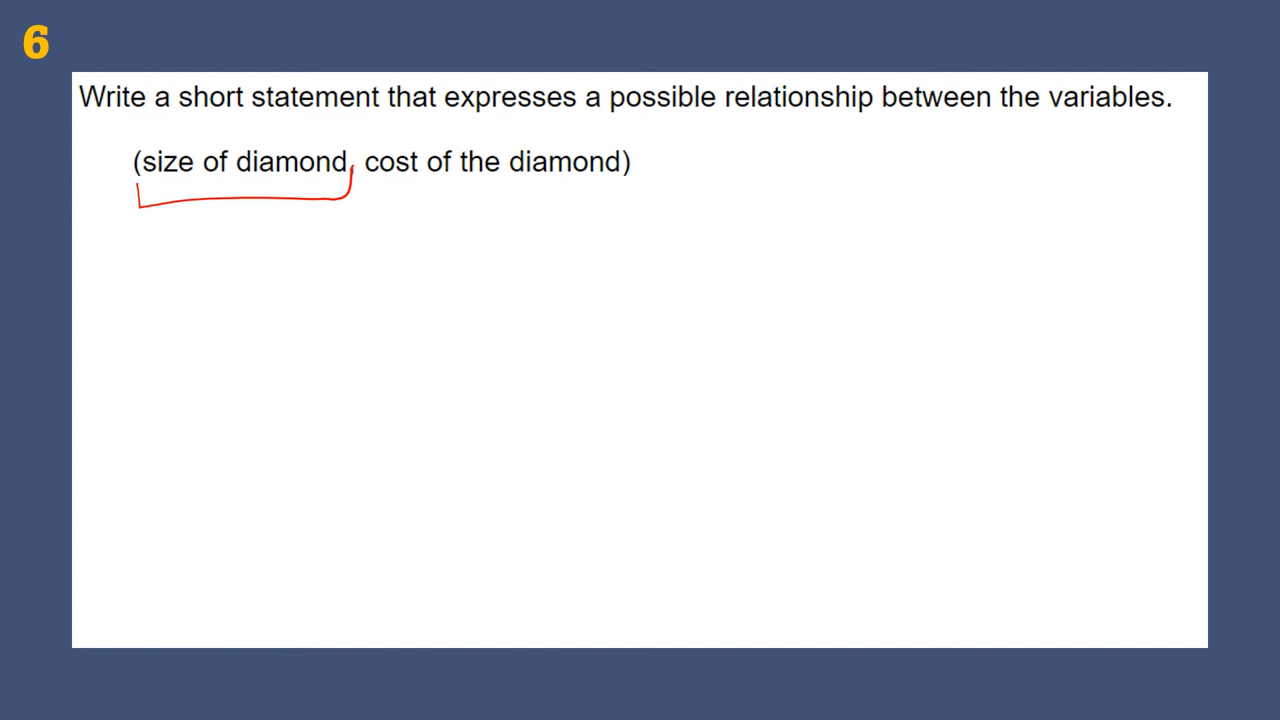 6
Write a short statement that expresses a possible relationship between the variables.
(size of diamond, cost of the diamond)